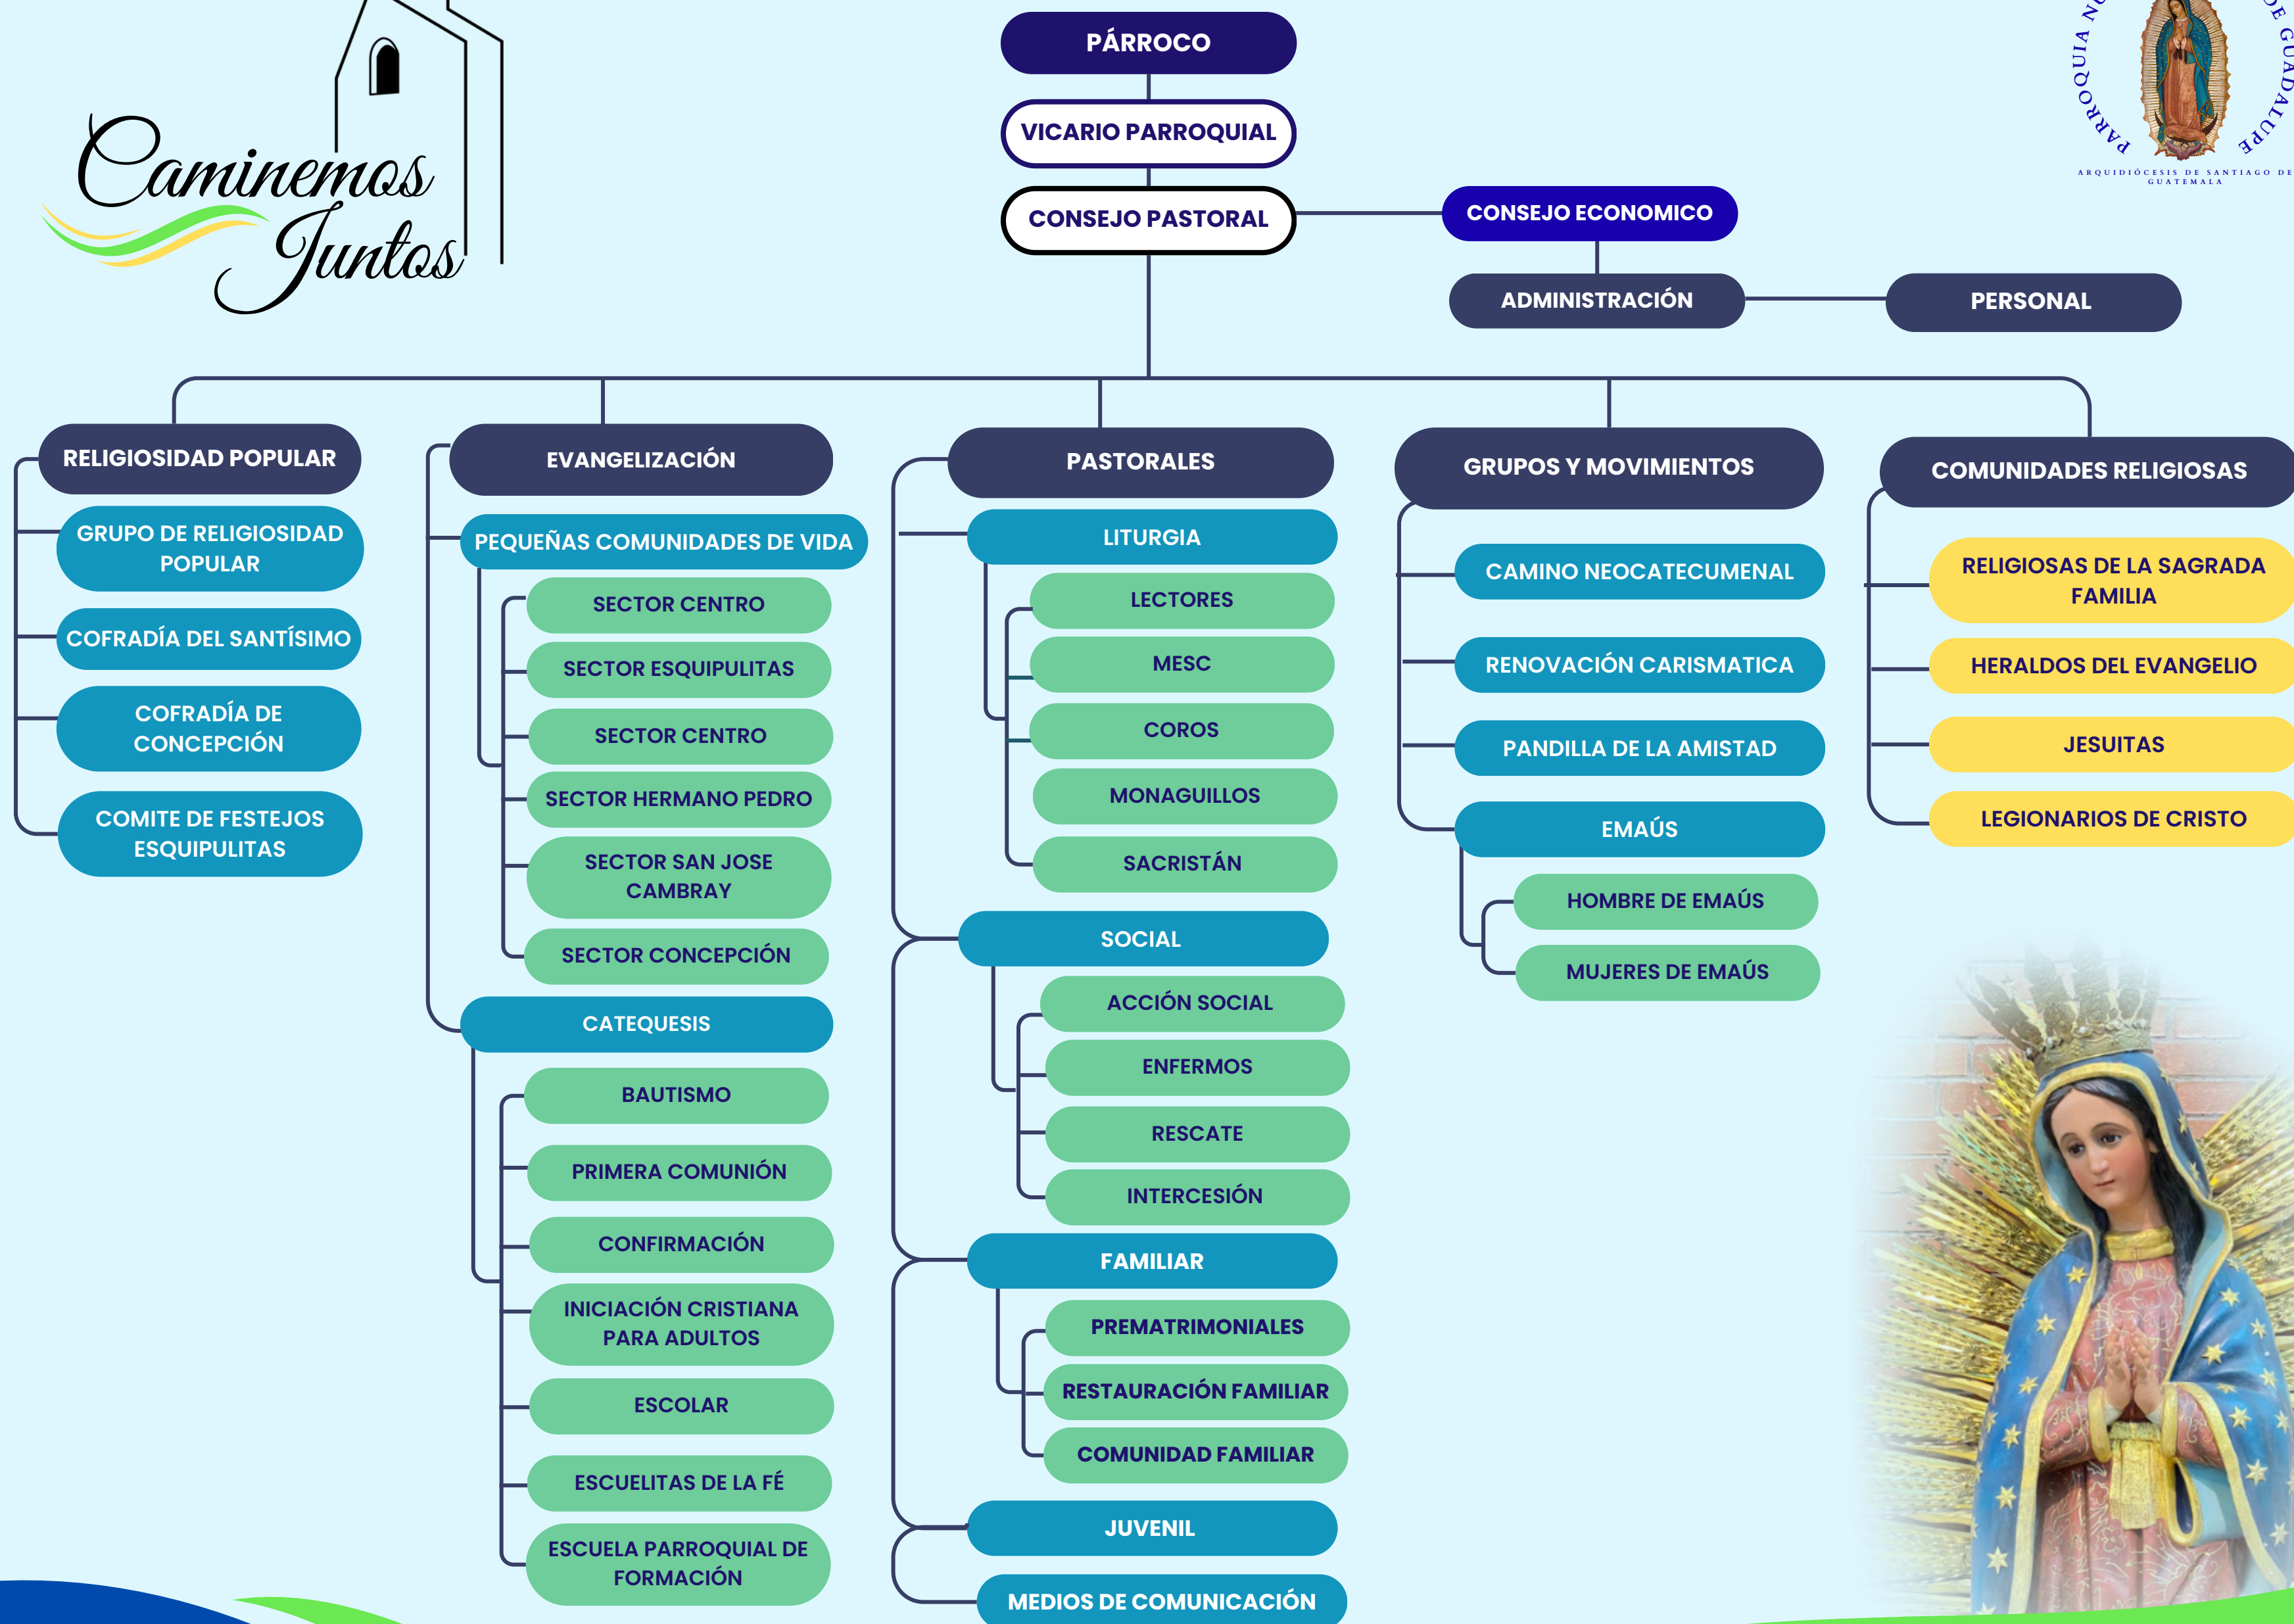 Caminemos
Juntos
PÁRROCO
VICARIO PARROQUIAL
CONSEJO PASTORAL
CONSEJO ECONOMICO
ADMINISTRACIÓN
PERSONAL
PARROQUIA
DE GUADALUPE
ARQUIDIÓCESIS DE SANTIAGO DE
GUATEMALA
RELIGIOSIDAD POPULAR
GRUPO DE RELIGIOSIDAD
POPULAR
COFRADÍA DEL SANTÍSIMO
COFRADÍA DE
CONCEPCIÓN
COMITE DE FESTEJOS
ESQUIPULITAS
EVANGELIZACIÓN
PEQUEÑAS COMUNIDADES DE VIDA
SECTOR CENTRO
SECTOR ESQUIPULITAS
SECTOR CENTRO
SECTOR HERMANO PEDRO
SECTOR SAN JOSE
CAMBRAY
SECTOR CONCEPCIÓN
CATEQUESIS
BAUTISMO
PRIMERA COMUNIÓN
CONFIRMACIÓN
INICIACIÓN CRISTIANA
PARA ADULTOS
ESCOLAR
ESCUELITAS DE LA FÉ
ESCUELA PARROQUIAL DE
FORMACIÓN
PASTORALES
LITURGIA
LECTORES
MESC
COROS
MONAGUILLOS
SACRISTÁN
SOCIAL
ACCIÓN SOCIAL
ENFERMOS
RESCATE
INTERCESIÓN
FAMILIAR
PREMATRIMONIALES
RESTAURACIÓN FAMILIAR
COMUNIDAD FAMILIAR
JUVENIL
MEDIOS DE COMUNICACIÓN
GRUPOS Y MOVIMIENTOS
CAMINO NEOCATECUMENAL
RENOVACIÓN CARISMATICA
PANDILLA DE LA AMISTAD
EMAÚS
HOMBRE DE EMAÚS
MUJERES DE EMAÚS
COMUNIDADES RELIGIOSAS
RELIGIOSAS DE LA SAGRADA
FAMILIA
HERALDOS DEL EVANGELIO
JESUITAS
LEGIONARIOS DE CRISTO